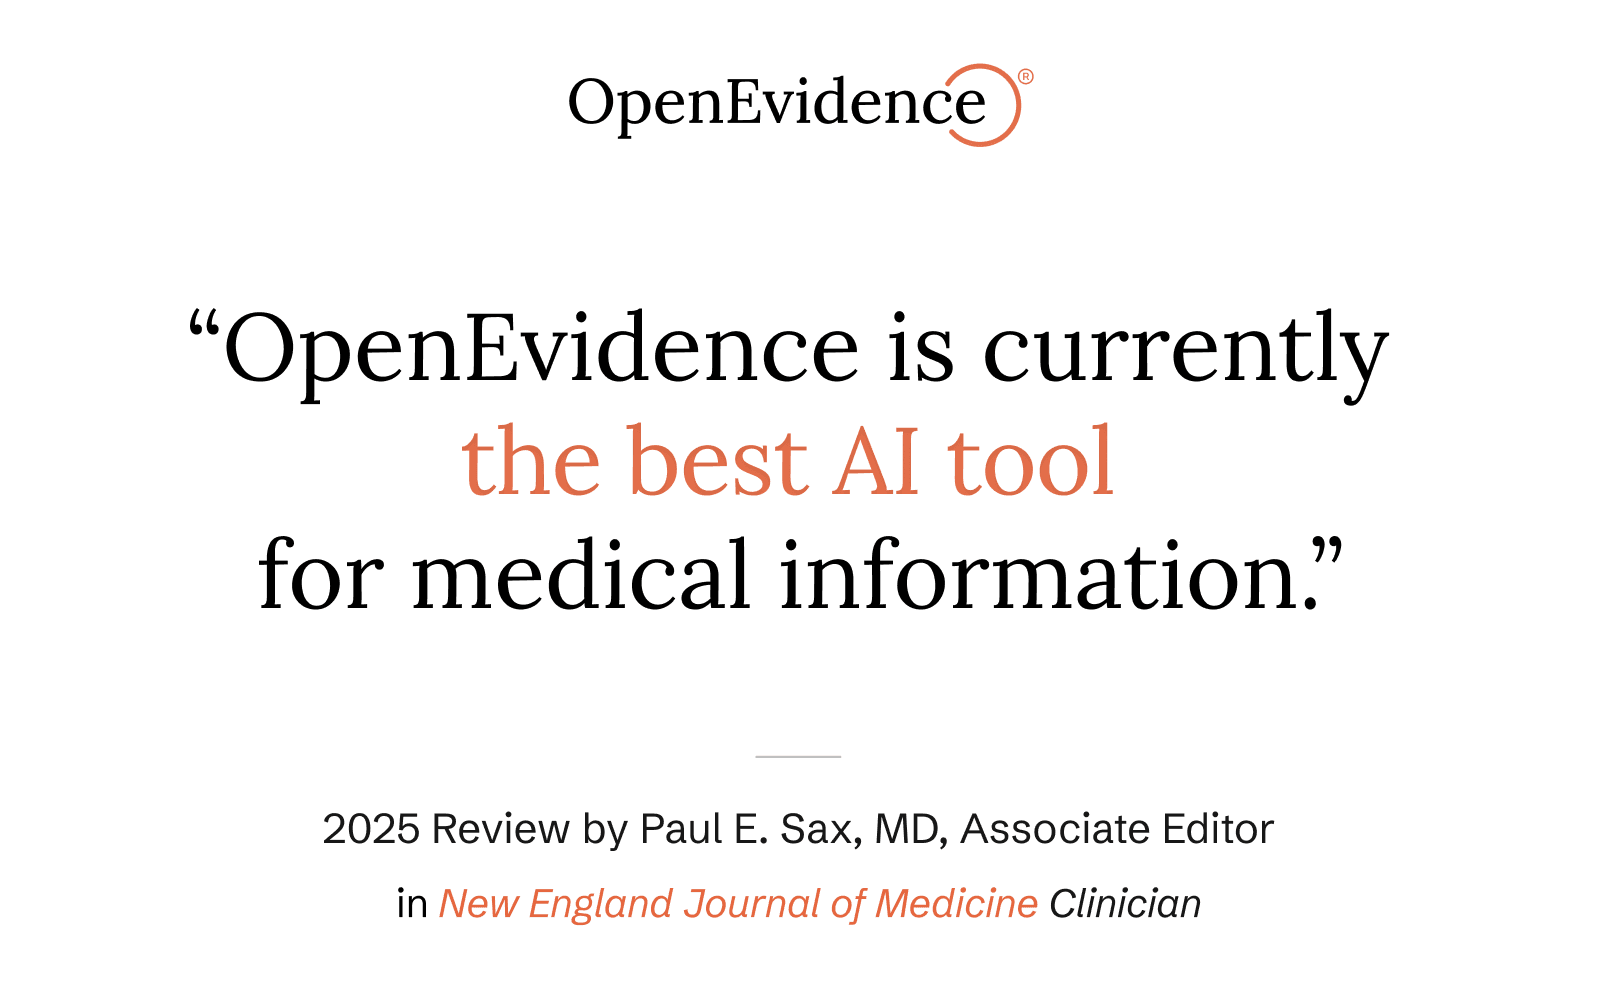 OpenEvidence®
“OpenEvidence is currently
the best AI tool
for medical information.”
2025 Review by Paul E. Sax, MD, Associate Editor
in New England Journal of Medicine Clinician